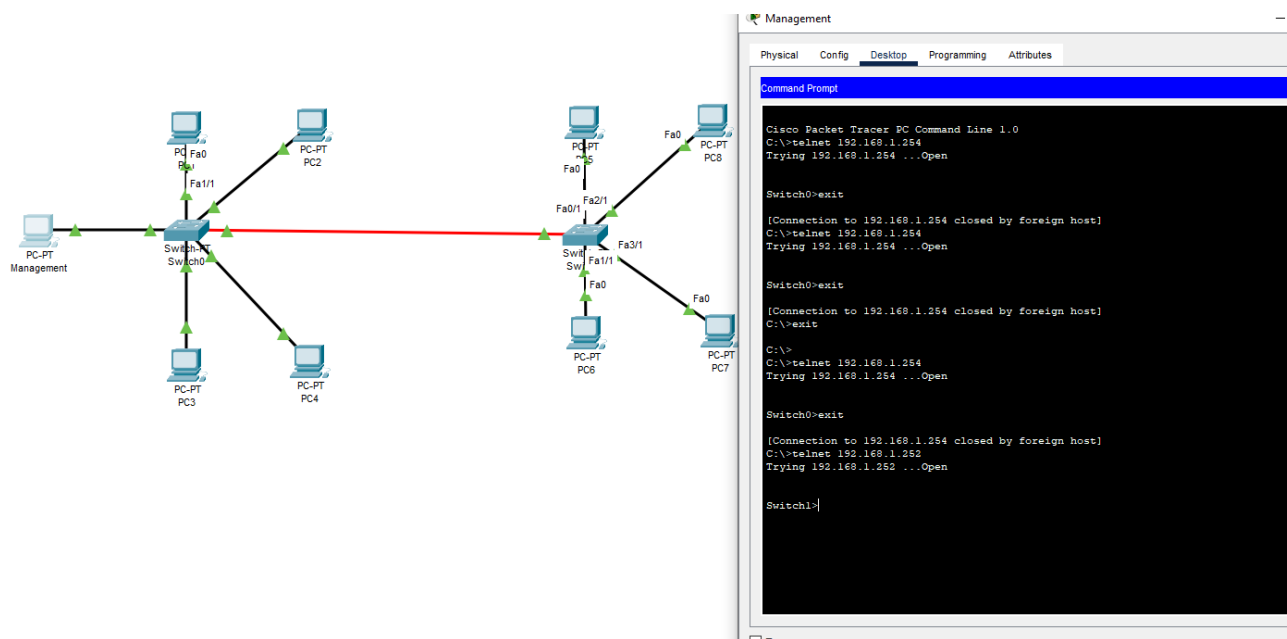 Management
Physical Config Desktop Programming Attributes
Command Prompt
Cisco Packet Tracer PC Command Line 1.0
C:\>telnet 192.168.1.254
Trying 192.168.1.254 ...Open
Switch0>exit
[Connection to 192.168.1.254 closed by foreign host]
C:\>telnet 192.168.1.254
Trying 192.168.1.254 ...Open
Switch0>exit
[Connection to 192.168.1.254 closed by foreign host]
C:\>exit
C:\>
C:\>telnet 192.168.1.254
Trying 192.168.1.254 ...Open
Switch0>exit
[Connection to 192.168.1.254 closed by foreign host]
C:\>telnet 192.168.1.252
Trying 192.168.1.252 ...Open
Switch1>
Fa0
Fa1/1
PC-PT
PC2
PC-PT
Management
Switch0
PC-PT
PC3
PC-PT
PC4
PC-PT
Fa0
Fa0
PC-PT
PC8
Fa2/1
Fa0/1
Fa3/1
Fa1/1
Fa0
Fa0
PC-PT
PC6
PC-PT
PC7